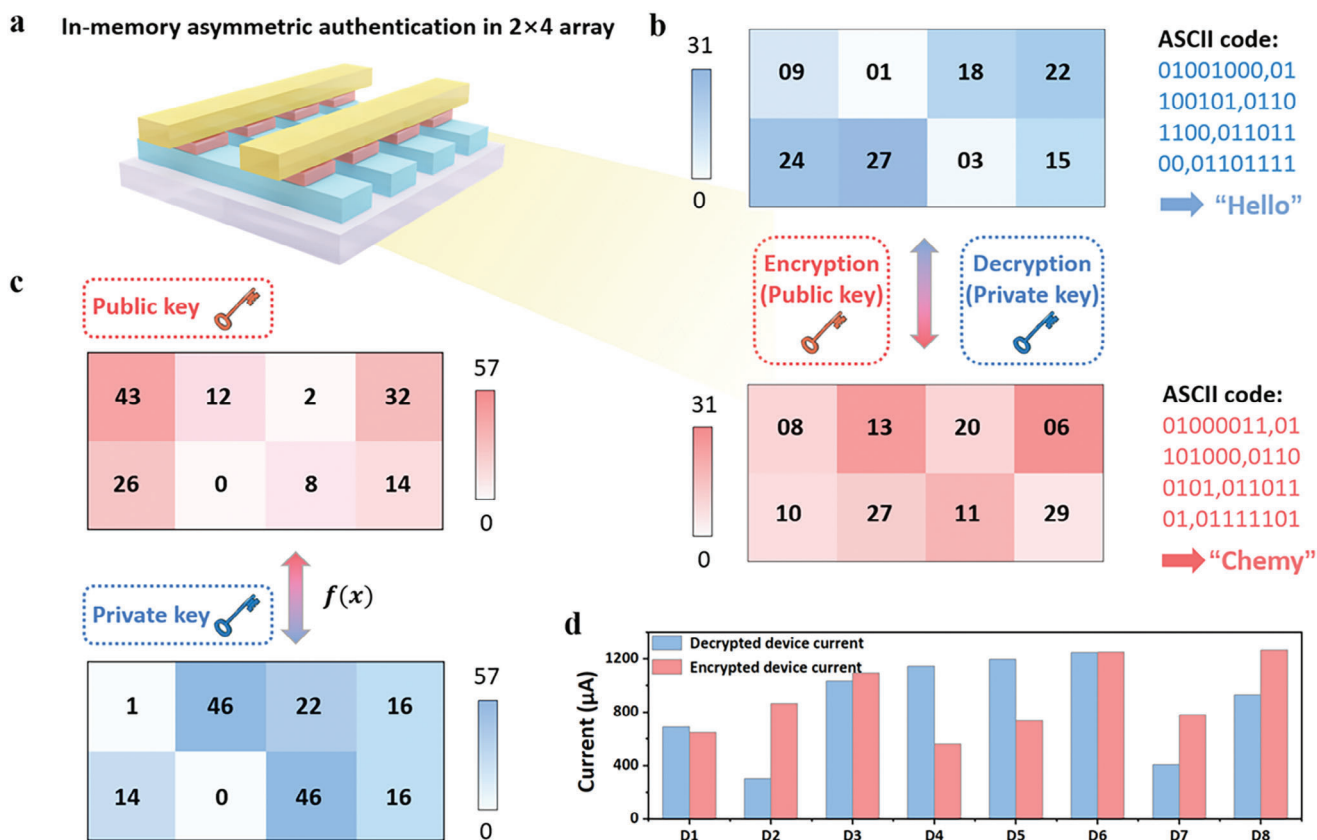 a In-memory asymmetric authentication in 2×4 array
b
31
0
09 01 18 22
24 27 03 15
ASCII code:
01001000,01
100101,0110
1100,011011
00,01101111
“Hello”
Encryption
(Public key)
Decryption
(Private key)
31
0
08 13 20 06
10 27 11 29
ASCII code:
01000011,01
101000,0110
0101,011011
01,01111101
“Chemy”
c
Public key
43 12 2 32
26 0 8 14
57
0
f(x)
Private key
1 46 22 16
14 0 46 16
57
0
d
Decrypted device current
Encrypted device current
Current (μA)
1200
800
400
0
D1 D2 D3 D4 D5 D6 D7 D8